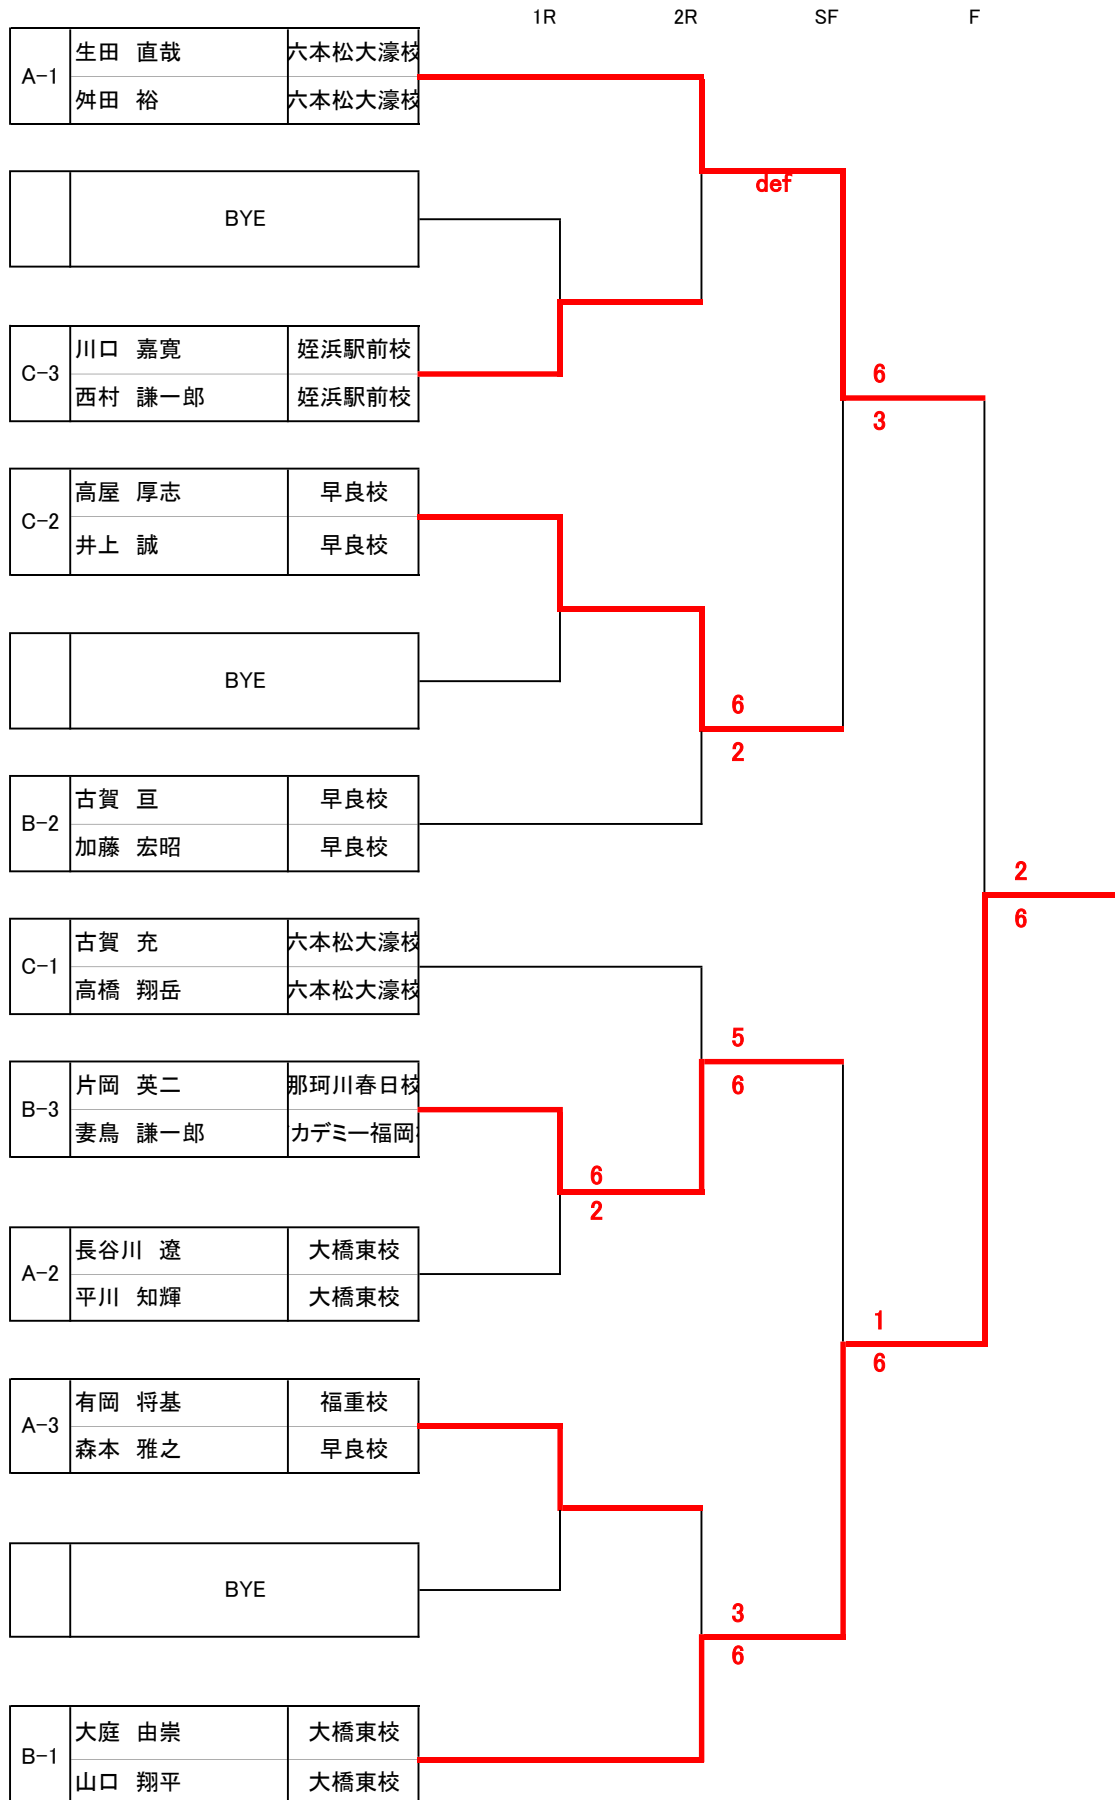 1R 2R SF F
A-1 生田 直哉 六本松大濠校
舛田 裕 六本松大濠校
def
BYE
C-3 川口 嘉寛 姪浜駅前校
西村 謙一郎 姪浜駅前校
6
3
C-2 高屋 厚志 早良校
井上 誠 早良校
BYE
6
2
B-2 古賀 亘 早良校
加藤 宏昭 早良校
2
6
C-1 古賀 充 六本松大濠校
高橋 翔岳 六本松大濠校
5
6
B-3 片岡 英二 那珂川春日校
妻鳥 謙一郎 カデミー福岡
6
2
A-2 長谷川 遼 大橋東校
平川 知輝 大橋東校
1
6
A-3 有岡 将基 福重校
森本 雅之 早良校
BYE
3
6
B-1 大庭 由崇 大橋東校
山口 翔平 大橋東校